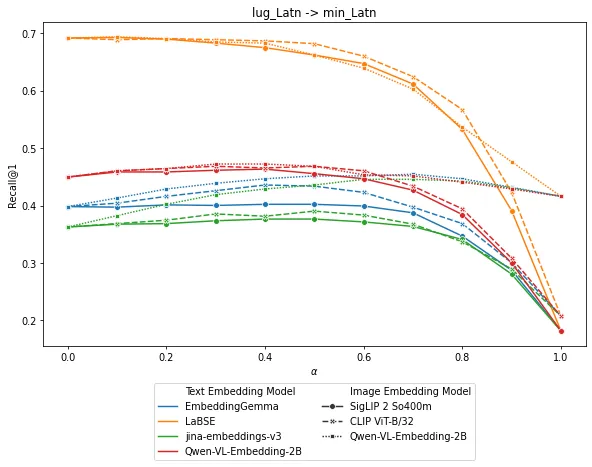 lug_Latn -> min_Latn
0.7
0.6
0.5
0.4
0.3
0.2
Recall@1
0.0 0.2 0.4 0.6 0.8 1.0
α
Text Embedding Model Image Embedding Model
EmbeddingGemma SigLIP 2 So400m
LaBSE CLIP ViT-B/32
jina-embeddings-v3 Qwen-VL-Embedding-2B
Qwen-VL-Embedding-2B